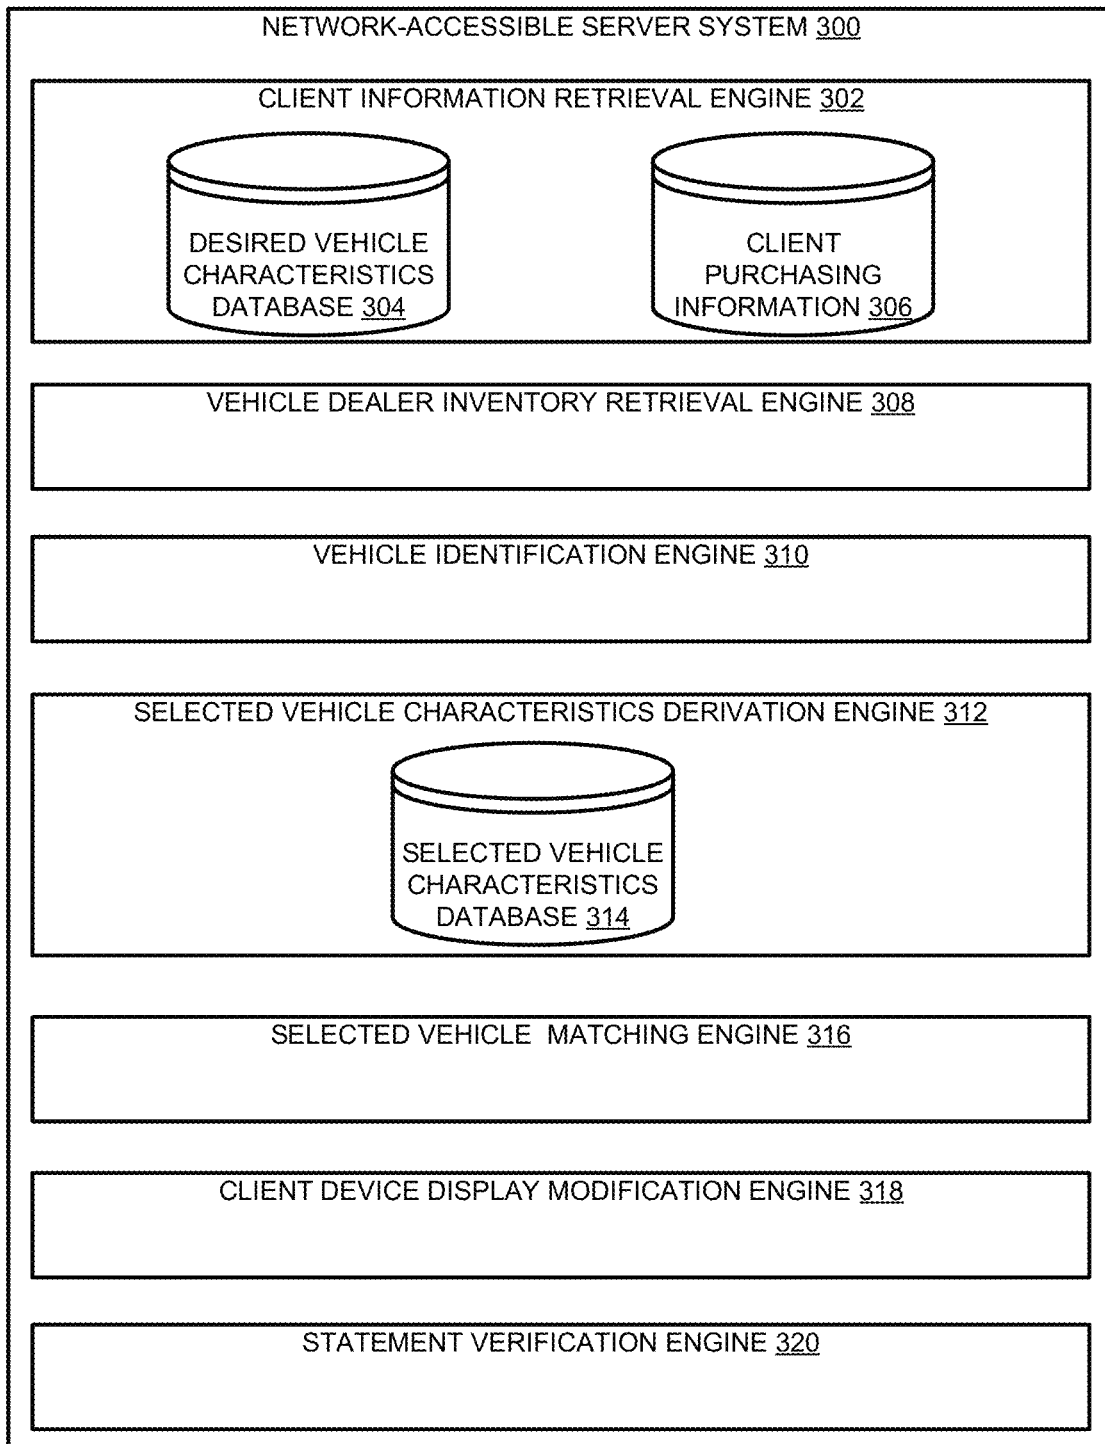 NETWORK-ACCESSIBLE SERVER SYSTEM 300
CLIENT INFORMATION RETRIEVAL ENGINE 302
DESIRED VEHICLE
CHARACTERISTICS
DATABASE 304
CLIENT
PURCHASING
INFORMATION 306
VEHICLE DEALER INVENTORY RETRIEVAL ENGINE 308
VEHICLE IDENTIFICATION ENGINE 310
SELECTED VEHICLE CHARACTERISTICS DERIVATION ENGINE 312
SELECTED VEHICLE
CHARACTERISTICS
DATABASE 314
SELECTED VEHICLE  MATCHING ENGINE 316
CLIENT DEVICE DISPLAY MODIFICATION ENGINE 318
STATEMENT VERIFICATION ENGINE 320